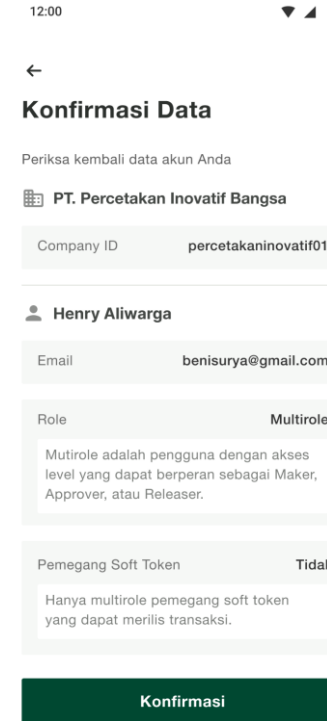 12:00
Konfirmasi Data
Periksa kembali data akun Anda
PT. Percetakan Inovatif Bangsa
Company ID percetakaninovatif01
Henry Aliwarga
Email benisurya@gmail.com
Role Multirole
Mutirole adalah pengguna dengan akses
level yang dapat berperan sebagai Maker,
Approver, atau Releaser.
Pemegang Soft Token Tidak
Hanya multirole pemegang soft token
yang dapat merilis transaksi.
Konfirmasi